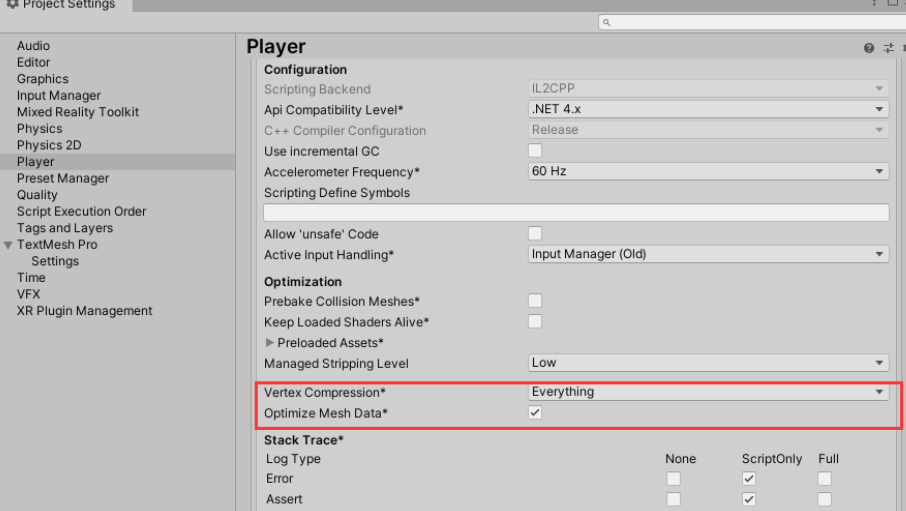 Project Settings
Audio
Editor
Graphics
Input Manager
Mixed Reality Toolkit
Physics
Physics 2D
Player
Preset Manager
Quality
Script Execution Order
Tags and Layers
TextMesh Pro
Settings
Time
VFX
XR Plugin Management
Player
Configuration
Scripting Backend IL2CPP
Api Compatibility Level* .NET 4.x
C++ Compiler Configuration Release
Use incremental GC
Accelerometer Frequency* 60 Hz
Scripting Define Symbols
Allow 'unsafe' Code
Active Input Handling* Input Manager (Old)
Optimization
Prebake Collision Meshes*
Keep Loaded Shaders Alive*
Preloaded Assets*
Managed Stripping Level Low
Vertex Compression* Everything
Optimize Mesh Data*
Stack Trace*
Log Type None ScriptOnly Full
Error
Assert